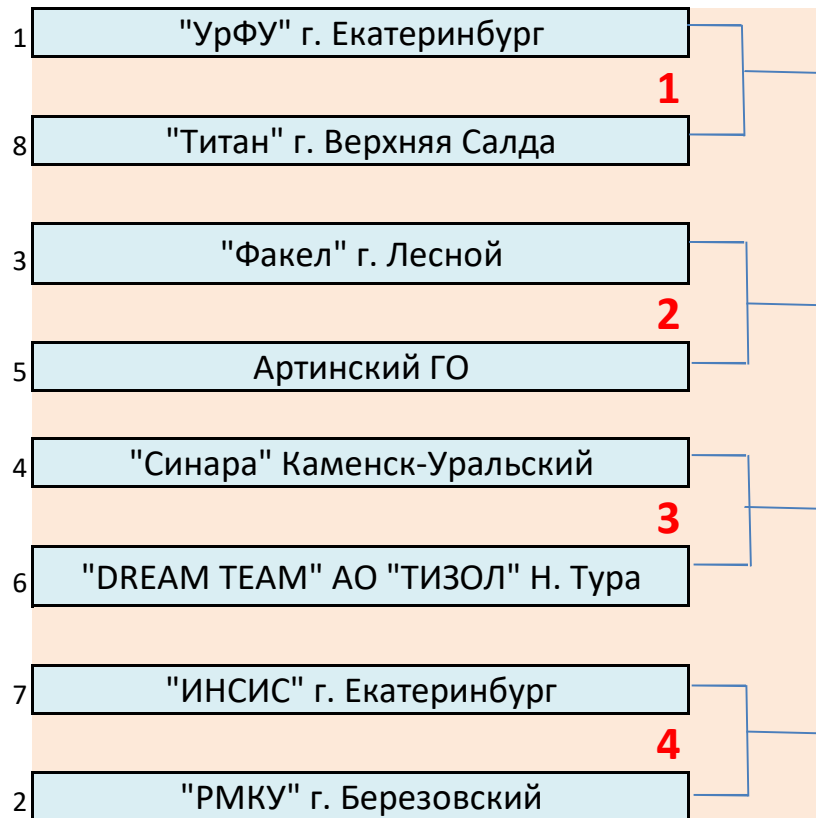 1 "УрФУ" г. Екатеринбург
1
8 "Титан" г. Верхняя Салда
3 "Факел" г. Лесной
2
5 Артинский ГО
4 "Синара" Каменск-Уральский
3
6 "DREAM TEAM" АО "ТИЗОЛ" Н. Тура
7 "ИНСИС" г. Екатеринбург
4
2 "РМКУ" г. Березовский